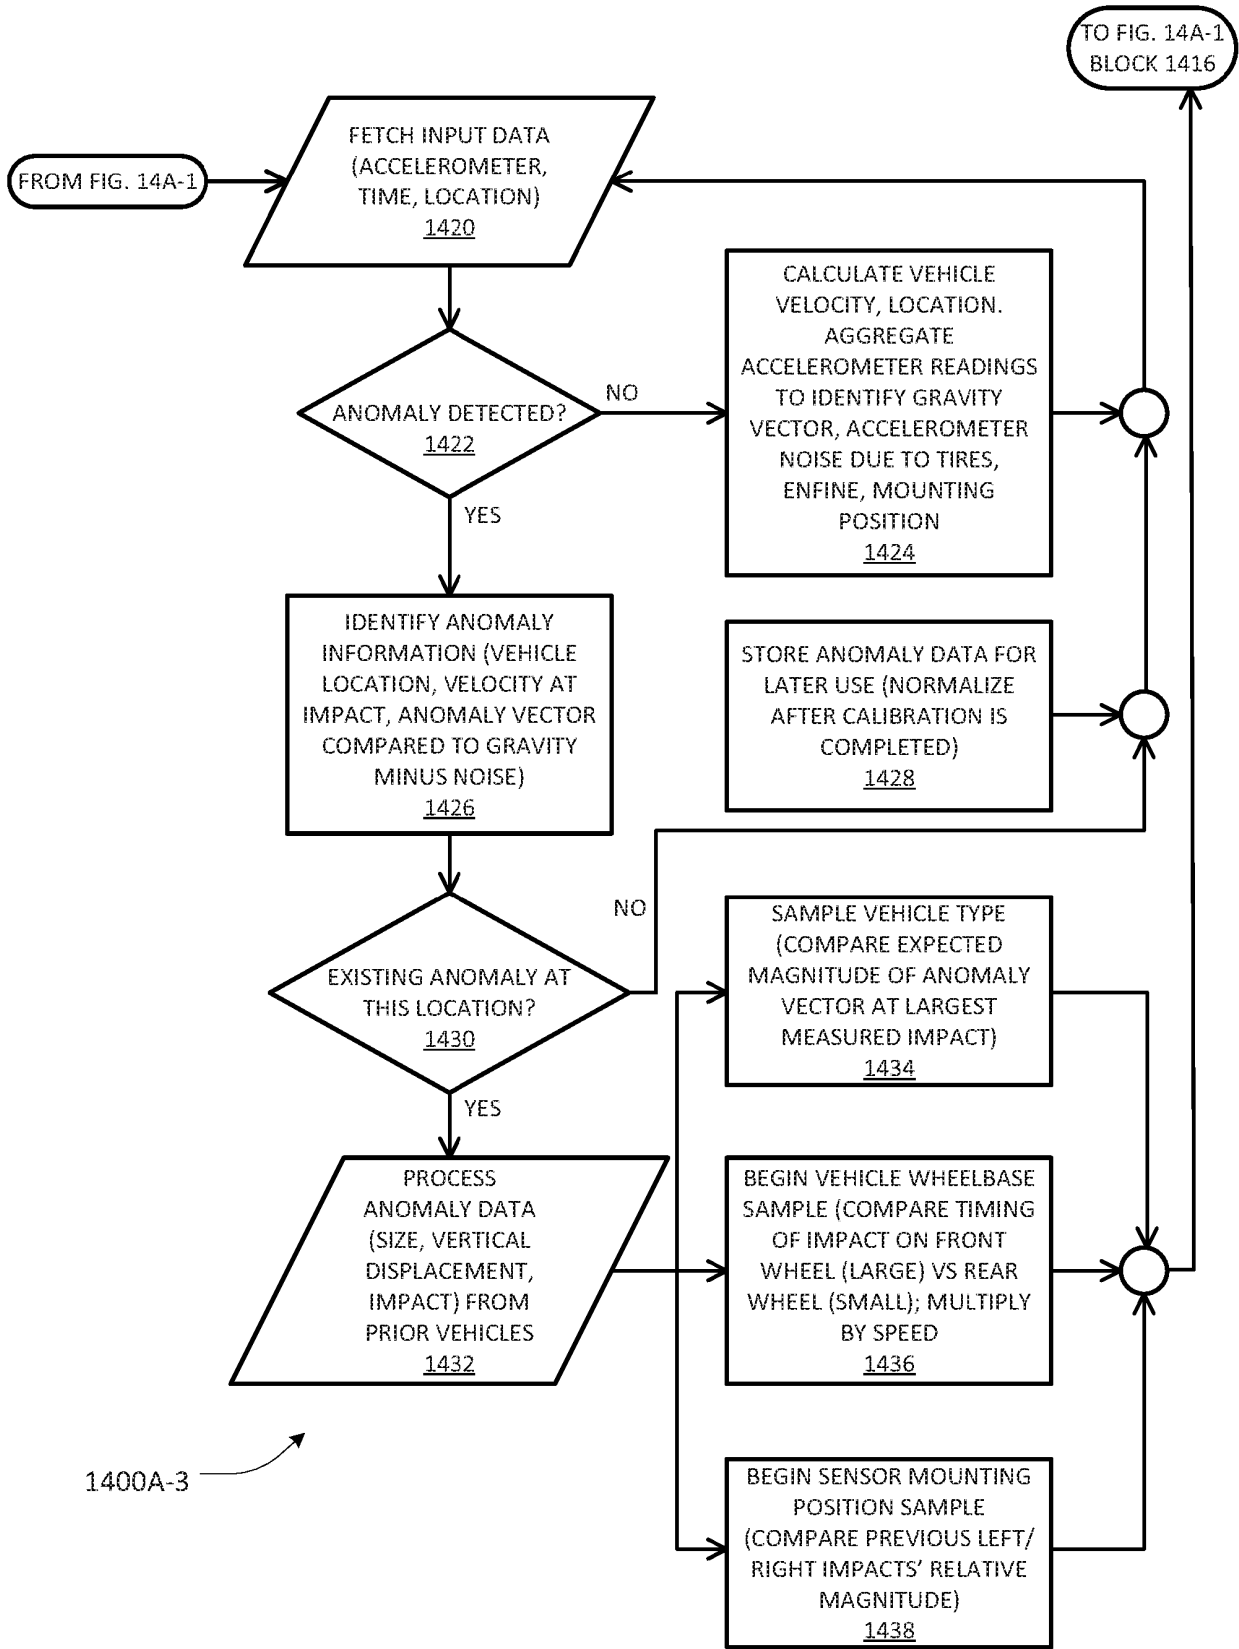 TO FIG. 14A-1
BLOCK 1416
FROM FIG. 14A-1
FETCH INPUT DATA
(ACCELEROMETER,
TIME, LOCATION)
1420
ANOMALY DETECTED?
1422
NO
YES
CALCULATE VEHICLE
VELOCITY, LOCATION.
AGGREGATE
ACCELEROMETER READINGS
TO IDENTIFY GRAVITY
VECTOR, ACCELEROMETER
NOISE DUE TO TIRES,
ENFINE, MOUNTING
POSITION
1424
IDENTIFY ANOMALY
INFORMATION (VEHICLE
LOCATION, VELOCITY AT
IMPACT, ANOMALY VECTOR
COMPARED TO GRAVITY
MINUS NOISE)
1426
STORE ANOMALY DATA FOR
LATER USE (NORMALIZE
AFTER CALIBRATION IS
COMPLETED)
1428
EXISTING ANOMALY AT
THIS LOCATION?
1430
NO
YES
PROCESS
ANOMALY DATA
(SIZE, VERTICAL
DISPLACEMENT,
IMPACT) FROM
PRIOR VEHICLES
1432
SAMPLE VEHICLE TYPE
(COMPARE EXPECTED
MAGNITUDE OF ANOMALY
VECTOR AT LARGEST
MEASURED IMPACT)
1434
BEGIN VEHICLE WHEELBASE
SAMPLE (COMPARE TIMING
OF IMPACT ON FRONT
WHEEL (LARGE) VS REAR
WHEEL (SMALL); MULTIPLY
BY SPEED
1436
BEGIN SENSOR MOUNTING
POSITION SAMPLE
(COMPARE PREVIOUS LEFT/
RIGHT IMPACTS' RELATIVE
MAGNITUDE)
1438
1400A-3